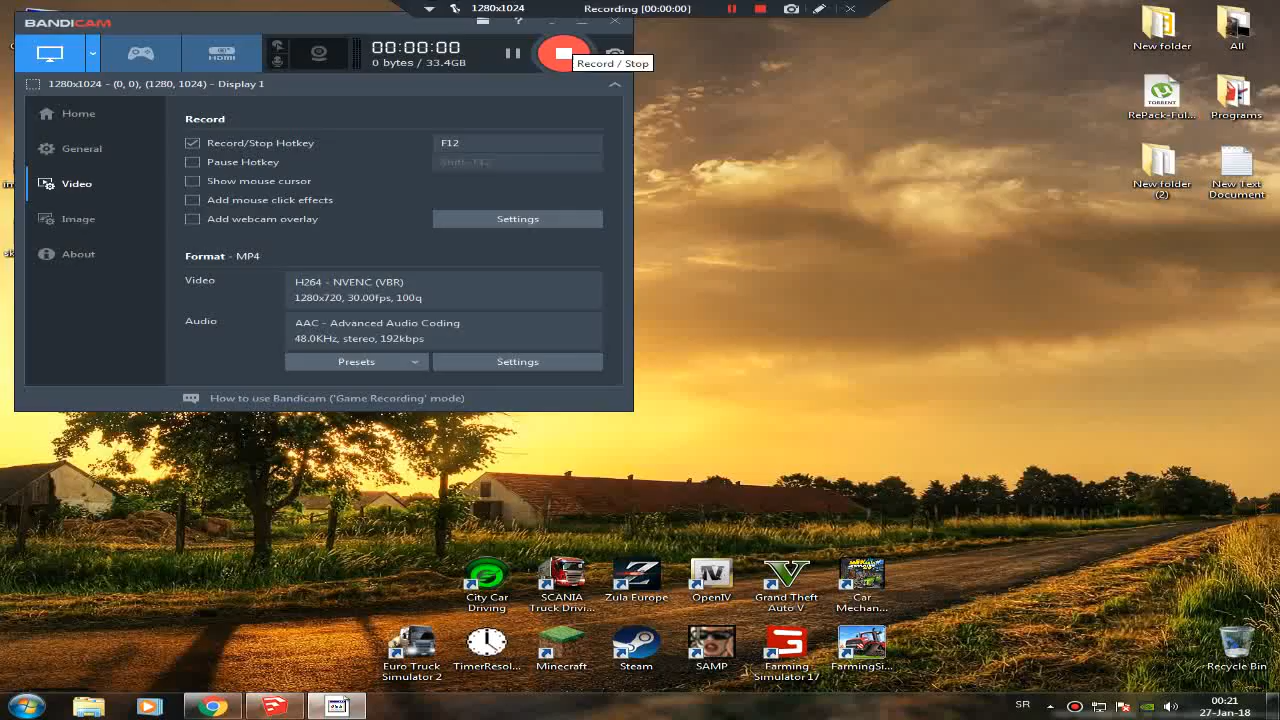 1280x1024
Recording [00:00:00]
BANDICAM
HDMI
00:00:00
0 bytes / 33.4GB
Record / Stop
1280x1024 - (0, 0), (1280, 1024) - Display 1
Home
General
Video
Image
About
Record
Record/Stop Hotkey
F12
Pause Hotkey
Shift+F12
Show mouse cursor
Add mouse click effects
Add webcam overlay
Settings
Format - MP4
Video
H264 - NVENC (VBR)
1280x720, 30.00fps, 100q
Audio
AAC - Advanced Audio Coding
48.0KHz, stereo, 192kbps
Presets
Settings
How to use Bandicam ('Game Recording' mode)
New folder
All
TORRENT
RePack-Ful...
Programs
New folder
(2)
New Text
Document
City Car
Driving
SCANIA
Truck Drivi...
Zula Europe
OpenIV
Grand Theft
Auto V
Car
Mechan...
Euro Truck
Simulator 2
TimerResol...
Minecraft
Steam
SAMP
Farming
Simulator 17
FarmingSi...
Recycle Bin
SR
00:21
27-Jan-18